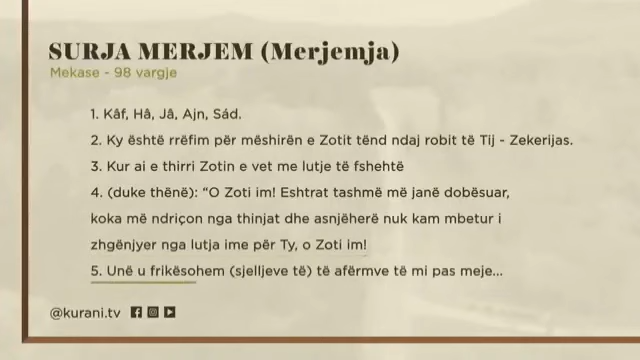 SURJA MERJEM (Merjemja)
Mekase - 98 vargje
1. Kâf, Hâ, Jâ, Ajn, Sád.
2. Ky është rrëfim për mëshirën e Zotit tënd ndaj robit të Tij - Zekerijas.
3. Kur ai e thirri Zotin e vet me lutje të fshehtë
4. (duke thënë): “O Zoti im! Eshtrat tashmë më janë dobësuar,
koka më ndriçon nga thinjat dhe asnjëherë nuk kam mbetur i
zhgënjyer nga lutja ime për Ty, o Zoti im!
5. Unë u frikësohem (sjelljeve të) të afërmve të mi pas meje...
@kurani.tv